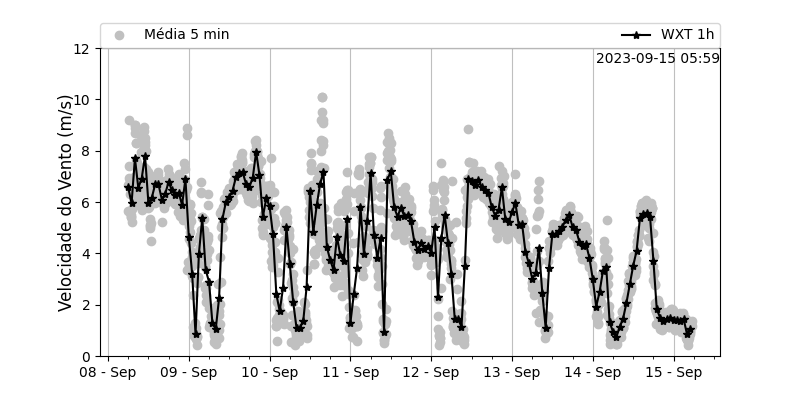 Média 5 min
WXT 1h
2023-09-15 05:59
Velocidade do Vento (m/s)
12
10
8
6
4
2
0
08 - Sep
09 - Sep
10 - Sep
11 - Sep
12 - Sep
13 - Sep
14 - Sep
15 - Sep